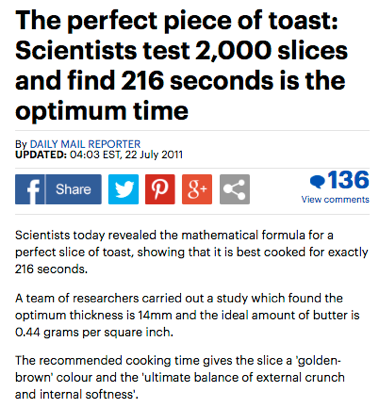 The perfect piece of toast:
Scientists test 2,000 slices
and find 216 seconds is the
optimum time
By DAILY MAIL REPORTER
UPDATED: 04:03 EST, 22 July 2011
f Share
g+
136
View comments
Scientists today revealed the mathematical formula for a
perfect slice of toast, showing that it is best cooked for exactly
216 seconds.
A team of researchers carried out a study which found the
optimum thickness is 14mm and the ideal amount of butter is
0.44 grams per square inch.
The recommended cooking time gives the slice a 'golden-
brown' colour and the 'ultimate balance of external crunch
and internal softness'.